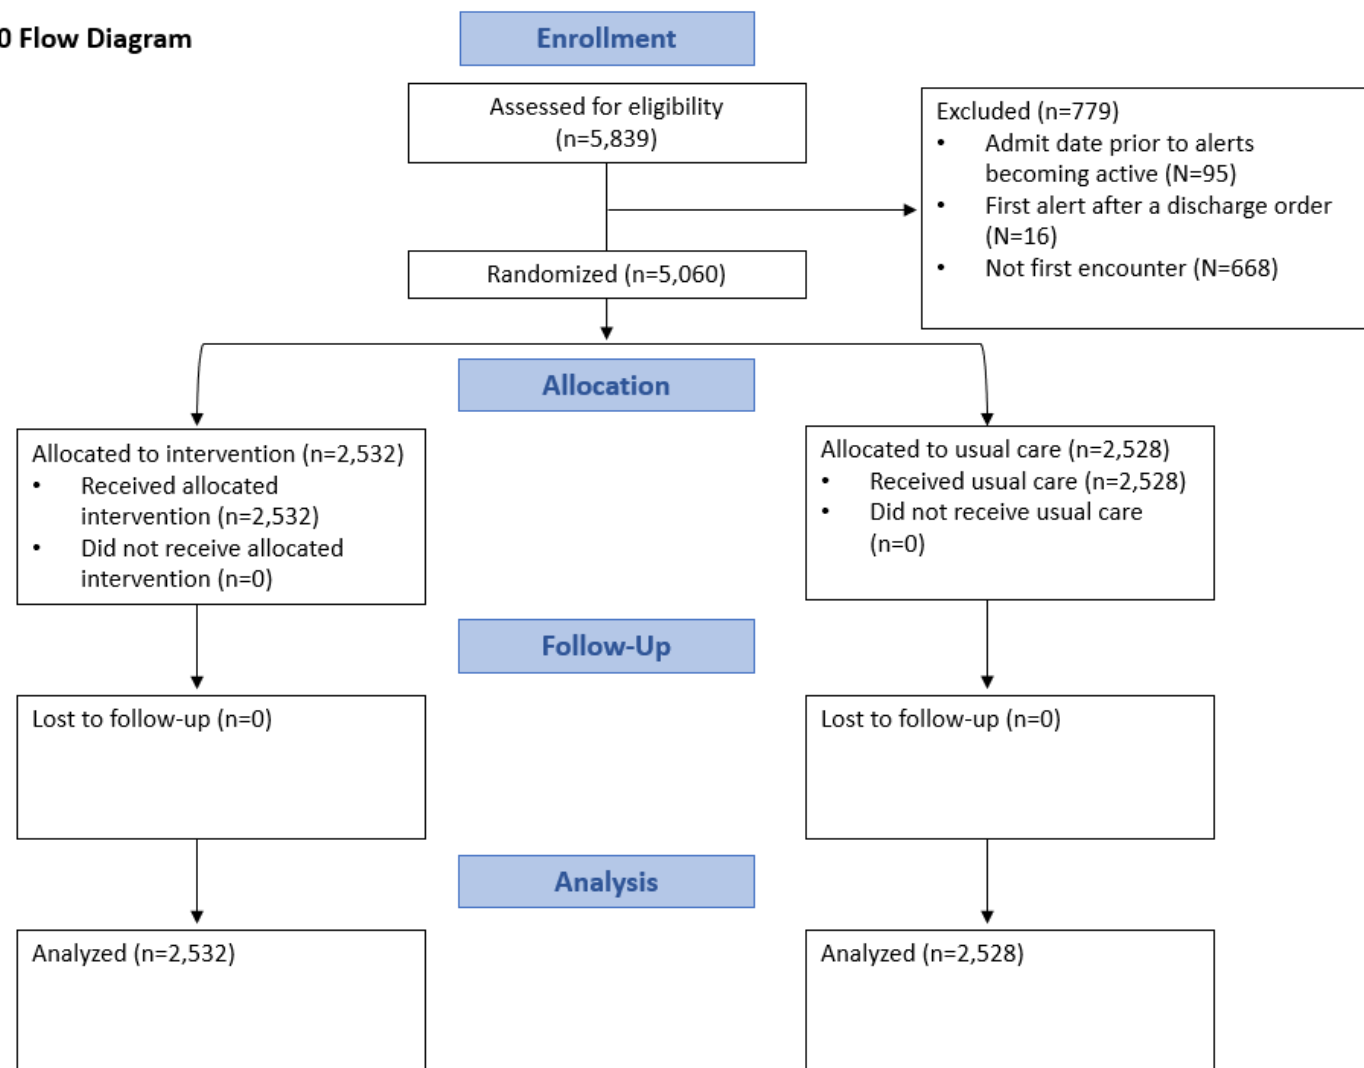 0 Flow Diagram
Enrollment
Assessed for eligibility
(n=5,839)
Excluded (n=779)
• Admit date prior to alerts
becoming active (N=95)
• First alert after a discharge order
(N=16)
• Not first encounter (N=668)
Randomized (n=5,060)
Allocation
Allocated to intervention (n=2,532)
• Received allocated
intervention (n=2,532)
• Did not receive allocated
intervention (n=0)
Allocated to usual care (n=2,528)
• Received usual care (n=2,528)
• Did not receive usual care
(n=0)
Follow-Up
Lost to follow-up (n=0)
Lost to follow-up (n=0)
Analysis
Analyzed (n=2,532)
Analyzed (n=2,528)